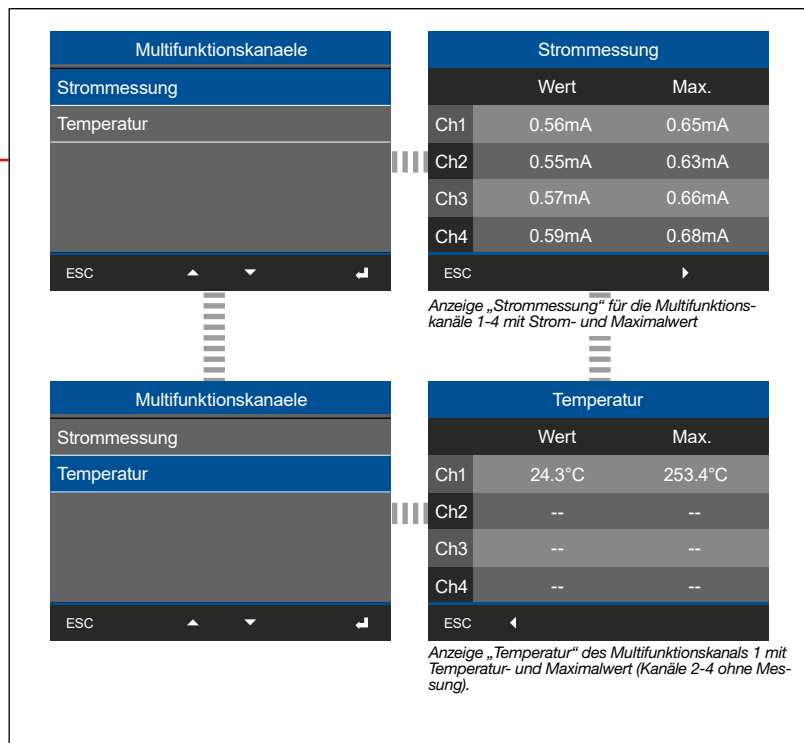 Multifunktionskanaele
Strommessung
Temperatur
ESC
Strommessung
Wert Max.
Ch1 0.56mA 0.65mA
Ch2 0.55mA 0.63mA
Ch3 0.57mA 0.66mA
Ch4 0.59mA 0.68mA
ESC
Anzeige „Strommessung“ für die Multifunktions-
kanäle 1-4 mit Strom- und Maximalwert
Multifunktionskanaele
Strommessung
Temperatur
ESC
Temperatur
Wert Max.
Ch1 24.3°C 253.4°C
Ch2 -- --
Ch3 -- --
Ch4 -- --
ESC
Anzeige „Temperatur“ des Multifunktionskanals 1 mit
Temperatur- und Maximalwert (Kanäle 2-4 ohne Mes-
sung).